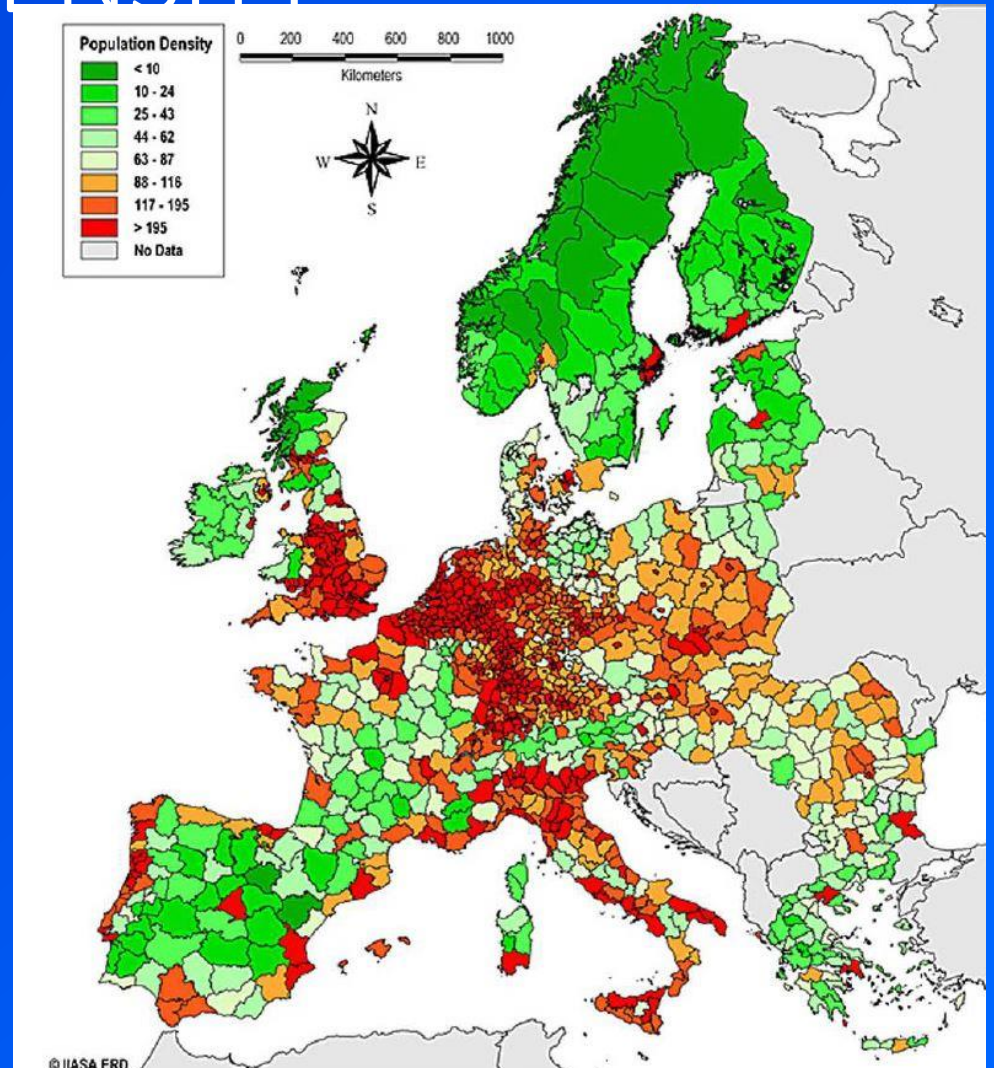 Population Density
< 10
10 - 24
25 - 43
44 - 62
63 - 87
88 - 116
117 - 195
> 195
No Data
0 200 400 600 800 1000
Kilometers
N
W E
S
© IIASA ERD